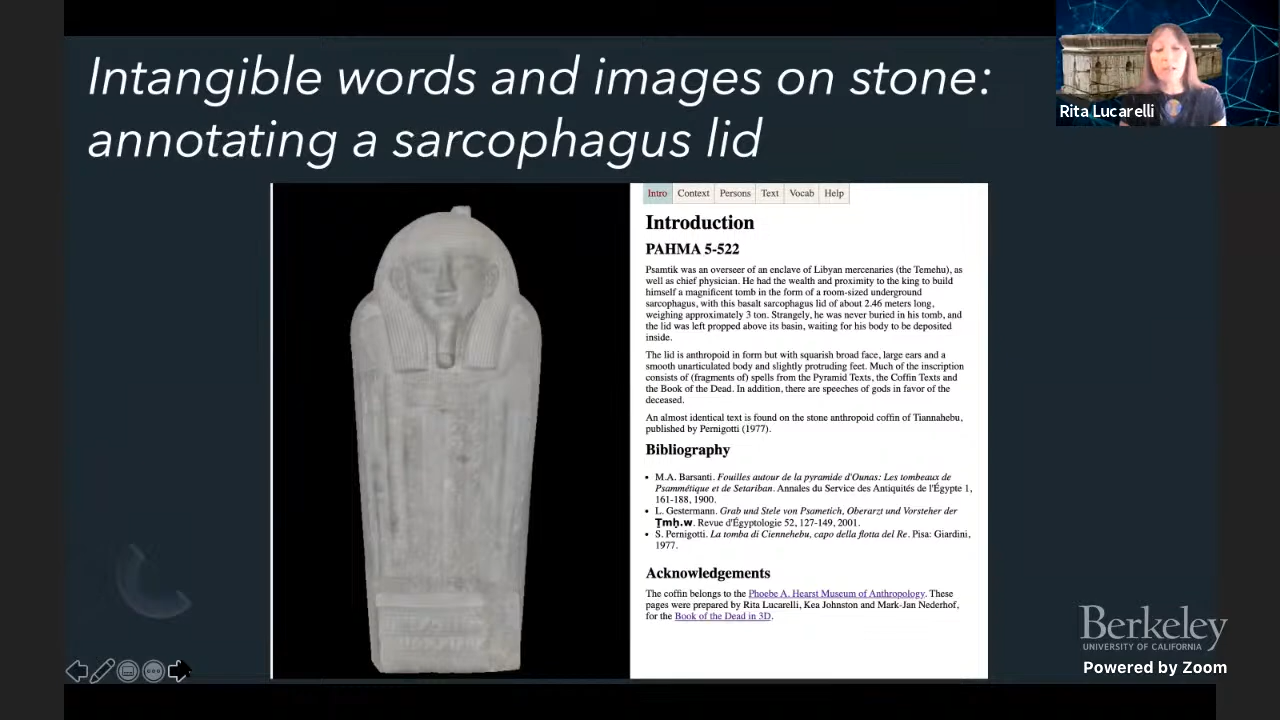 Intangible words and images on stone:
annotating a sarcophagus lid
Rita Lucarelli
Intro Context Persons Text Vocab Help
Introduction
PAHMA 5-522
Psamtik was an overseer of an enclave of Libyan mercenaries (the Temehu), as
well as chief physician. He had the wealth and proximity to the king to build
himself a magnificent tomb in the form of a room-sized underground
sarcophagus, with this basalt sarcophagus lid of about 2.46 meters long,
weighing approximately 3 ton. Strangely, he was never buried in his tomb, and
the lid was left propped above its basin, waiting for his body to be deposited
inside.
The lid is anthropoid in form but with squarish broad face, large ears and a
smooth unarticulated body and slightly protruding feet. Much of the inscription
consists of (fragments of) spells from the Pyramid Texts, the Coffin Texts and
the Book of the Dead. In addition, there are speeches of gods in favor of the
deceased.
An almost identical text is found on the stone anthropoid coffin of Tiannahebu,
published by Pernigotti (1977).
Bibliography
• M.A. Barsanti. Fouilles autour de la pyramide d'Ounas: Les tombeaux de
Psammétique et de Setariban. Annales du Service des Antiquités de l'Égypte 1,
161-188, 1900.
• L. Gestermann. Grab und Stele von Psametich, Oberarzt und Vorsteher der
Ṯmḥ.w. Revue d'Égyptologie 52, 127-149, 2001.
• S. Pernigotti. La tomba di Ciennehebu, capo della flotta del Re. Pisa: Giardini,
1977.
Acknowledgements
The coffin belongs to the Phoebe A. Hearst Museum of Anthropology. These
pages were prepared by Rita Lucarelli, Kea Johnston and Mark-Jan Nederhof,
for the Book of the Dead in 3D.
Berkeley
UNIVERSITY OF CALIFORNIA
Powered by Zoom